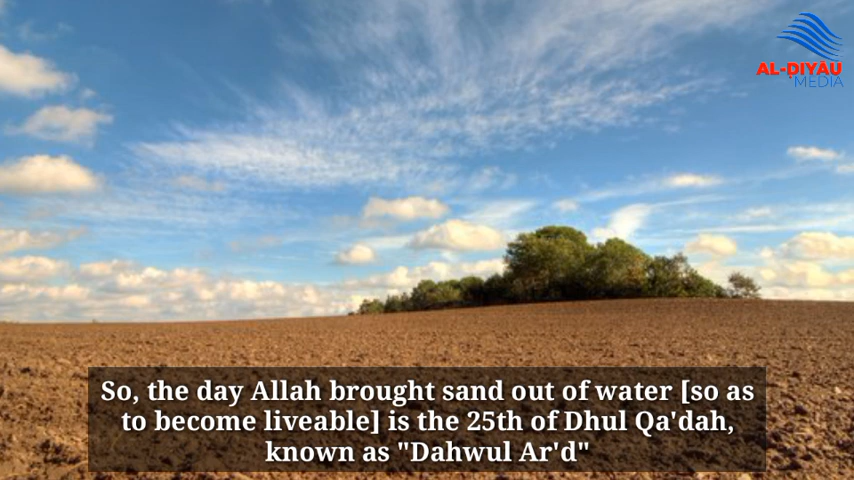 AL-ḌIYĀU
MEDIA
So, the day Allah brought sand out of water [so as
to become liveable] is the 25th of Dhul Qa'dah,
known as "Dahwul Ar'd"